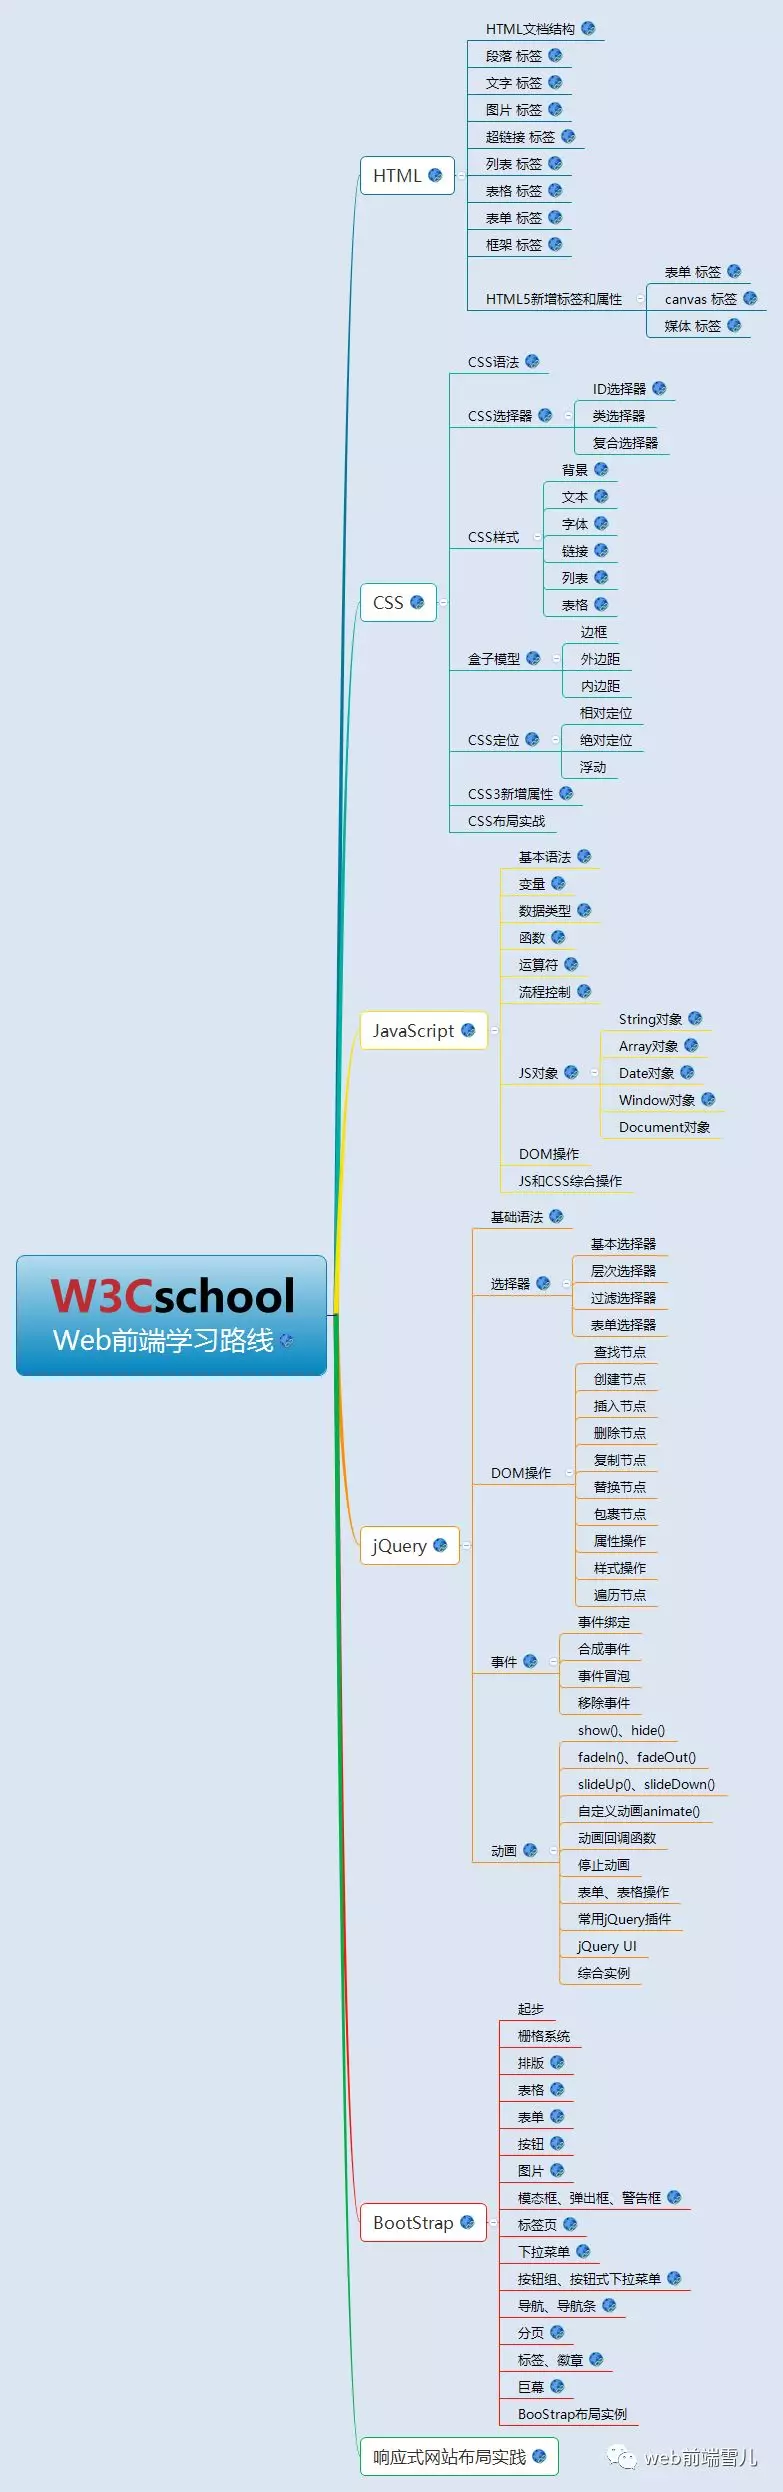 HTML文档结构
段落 标签
文字 标签
图片 标签
超链接 标签
HTML
列表 标签
表格 标签
表单 标签
框架 标签
HTML5新增标签和属性
表单 标签
canvas 标签
媒体 标签
CSS语法
CSS选择器
ID选择器
类选择器
复合选择器
CSS样式
背景
文本
字体
链接
列表
表格
CSS
盒子模型
边框
外边距
内边距
CSS定位
相对定位
绝对定位
浮动
CSS3新增属性
CSS布局实战
基本语法
变量
数据类型
函数
运算符
流程控制
JavaScript
JS对象
String对象
Array对象
Date对象
Window对象
Document对象
DOM操作
JS和CSS综合操作
W3Cschool
Web前端学习路线
基础语法
选择器
基本选择器
层次选择器
过滤选择器
表单选择器
DOM操作
查找节点
创建节点
插入节点
删除节点
复制节点
替换节点
包裹节点
属性操作
样式操作
遍历节点
jQuery
事件
事件绑定
合成事件
事件冒泡
移除事件
动画
show()、hide()
fadeIn()、fadeOut()
slideUp()、slideDown()
自定义动画animate()
动画回调函数
停止动画
表单、表格操作
常用jQuery插件
jQuery UI
综合实例
起步
栅格系统
排版
表格
表单
按钮
图片
模态框、弹出框、警告框
BootStrap
标签页
下拉菜单
按钮组、按钮式下拉菜单
导航、导航条
分页
标签、徽章
巨幕
BooStrap布局实例
响应式网站布局实践
web前端雪儿